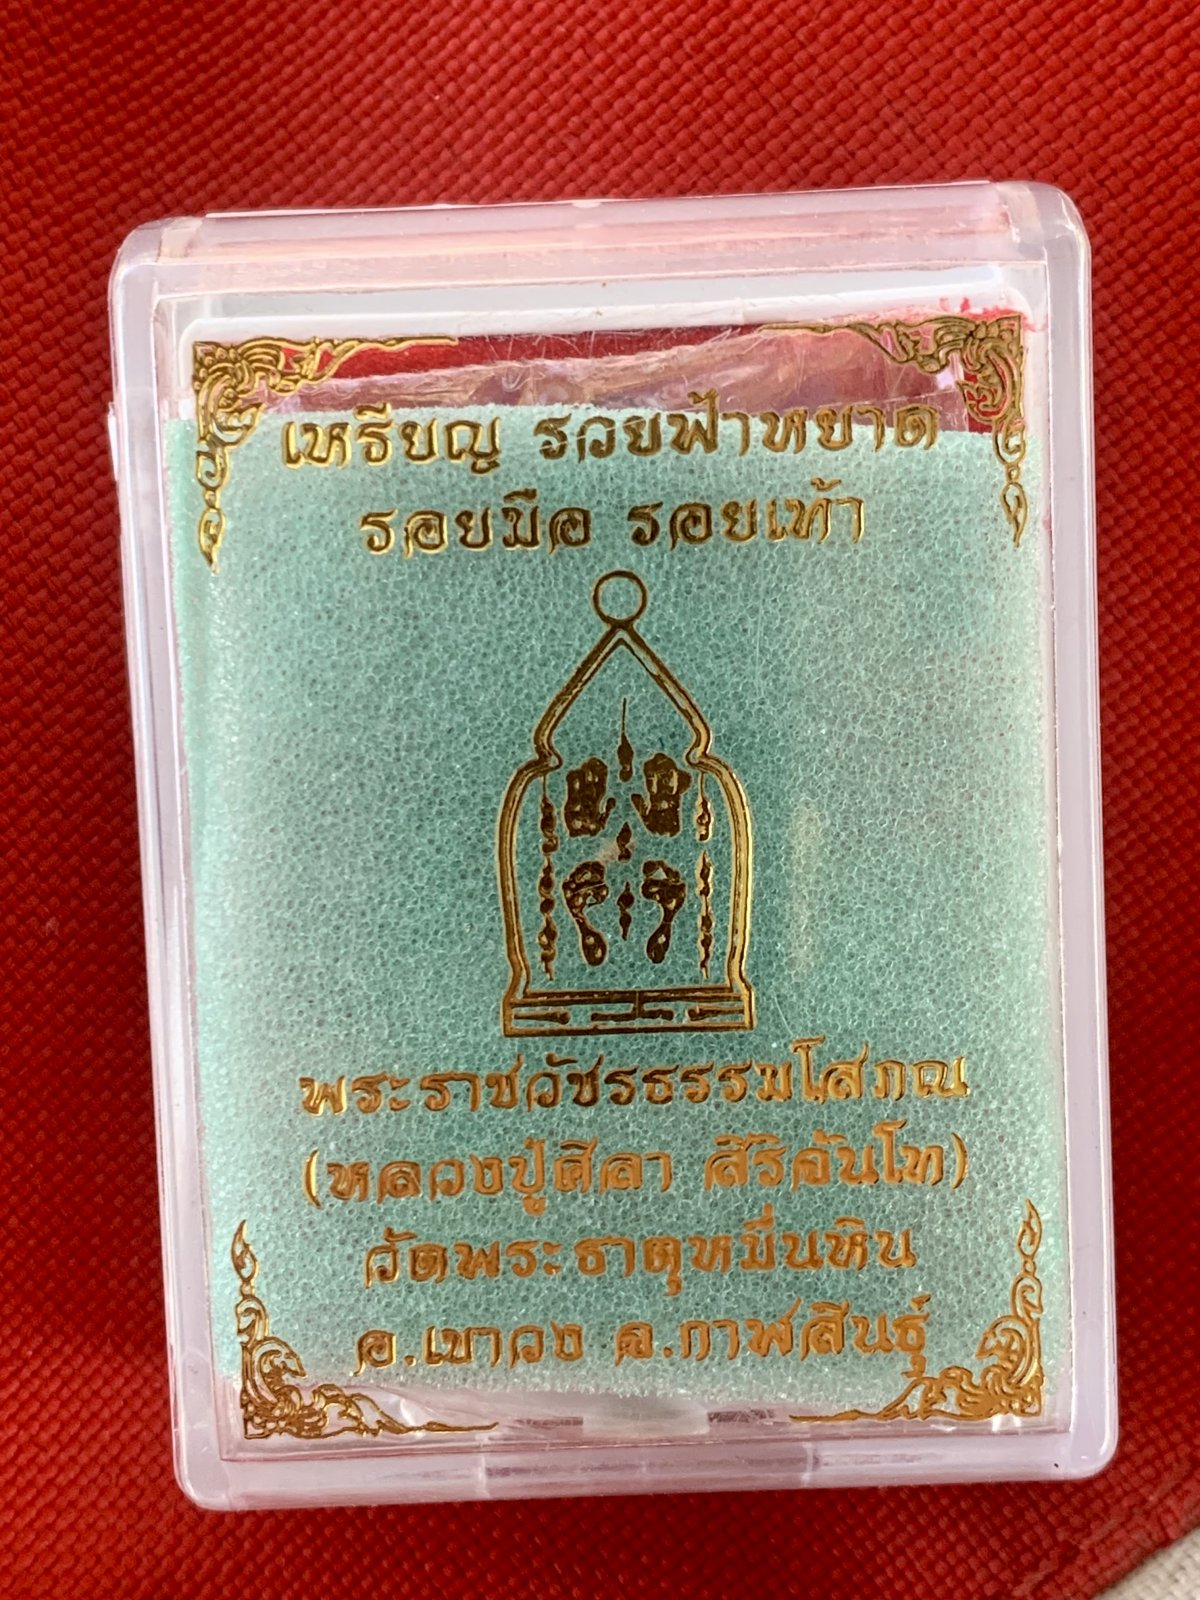 เหรียญ รวยฟ้าหยาด
รอยมือ รอยเท้า
พระราชวัชรธรรมโสภณ
(หลวงปู่ศิลา สิริจันโท)
วัดพระธาตุหมื่นหิน
อ.เขาวง จ.กาฬสินธุ์